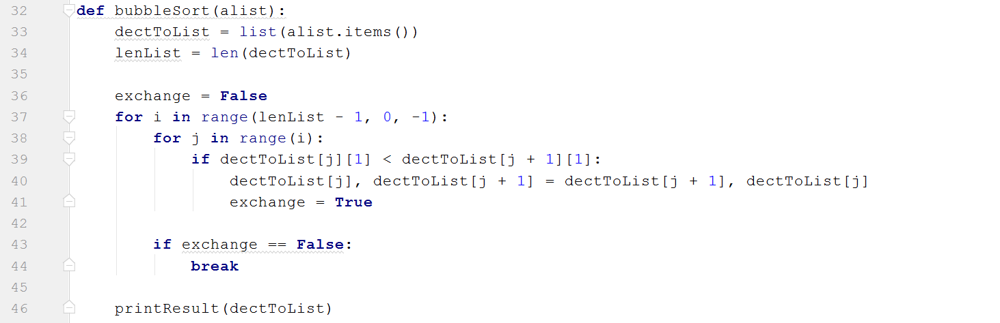 32 def bubbleSort(alist):
33     dectToList = list(alist.items())
34     lenList = len(dectToList)
35
36     exchange = False
37     for i in range(lenList - 1, 0, -1):
38         for j in range(i):
39             if dectToList[j][1] < dectToList[j + 1][1]:
40                 dectToList[j], dectToList[j + 1] = dectToList[j + 1], dectToList[j]
41                 exchange = True
42
43         if exchange == False:
44             break
45
46     printResult(dectToList)